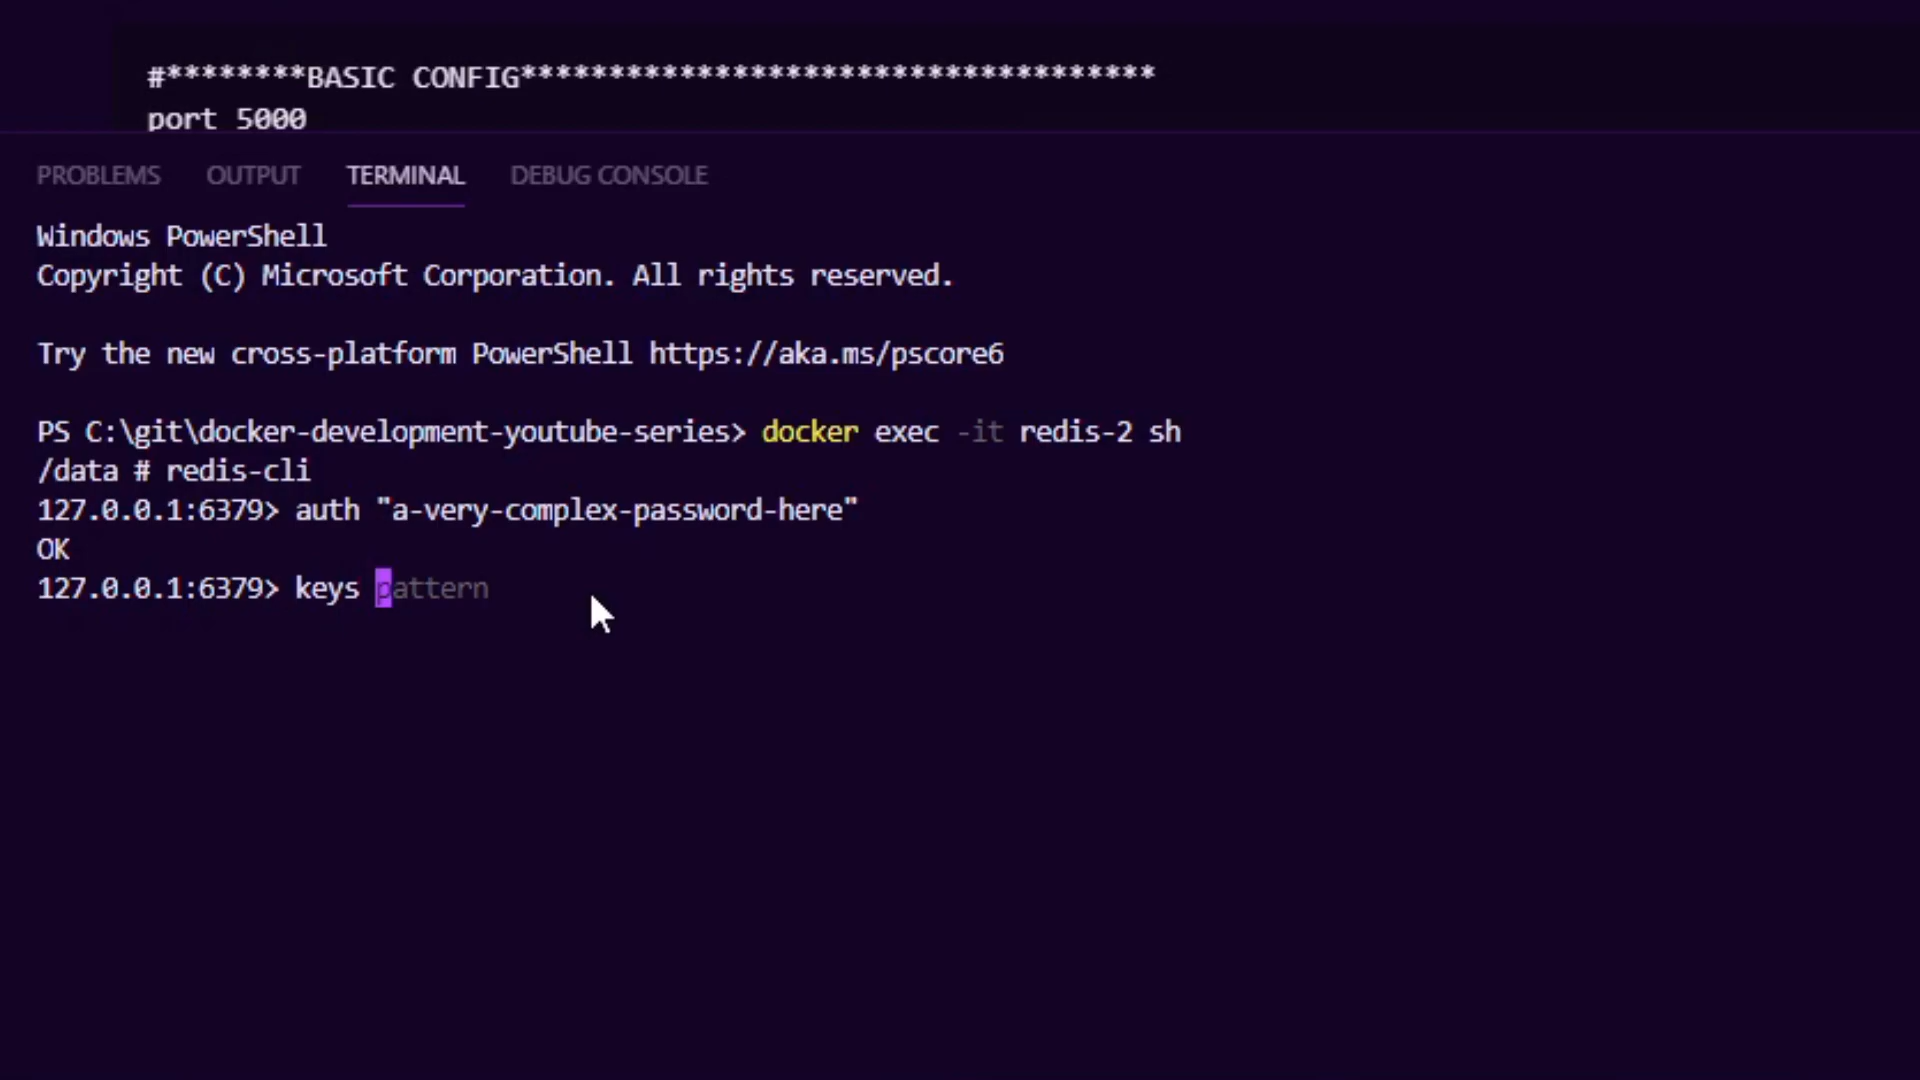 #********BASIC CONFIG************************************
port 5000
PROBLEMS OUTPUT TERMINAL DEBUG CONSOLE
Windows PowerShell
Copyright (C) Microsoft Corporation. All rights reserved.
Try the new cross-platform PowerShell https://aka.ms/pscore6
PS C:\git\docker-development-youtube-series> docker exec -it redis-2 sh
/data # redis-cli
127.0.0.1:6379> auth "a-very-complex-password-here"
OK
127.0.0.1:6379> keys pattern